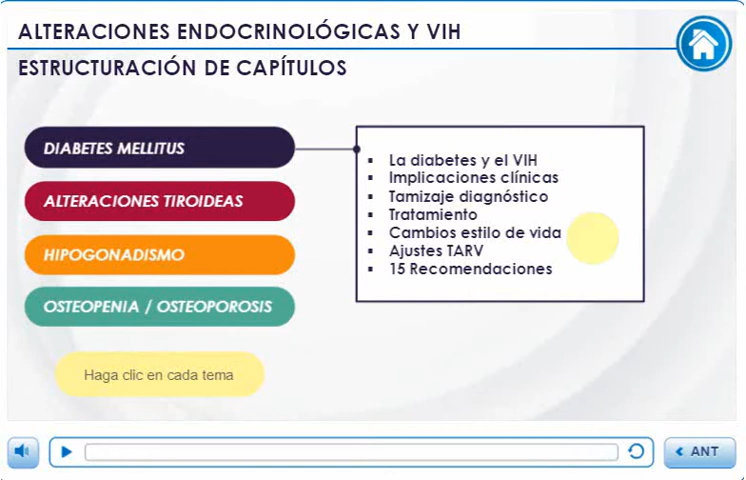 ALTERACIONES ENDOCRINOLÓGICAS Y VIH
ESTRUCTURACIÓN DE CAPÍTULOS
DIABETES MELLITUS
ALTERACIONES TIROIDEAS
HIPOGONADISMO
OSTEOPENIA / OSTEOPOROSIS
▪ La diabetes y el VIH
▪ Implicaciones clínicas
▪ Tamizaje diagnóstico
▪ Tratamiento
▪ Cambios estilo de vida
▪ Ajustes TARV
▪ 15 Recomendaciones
Haga clic en cada tema
ANT